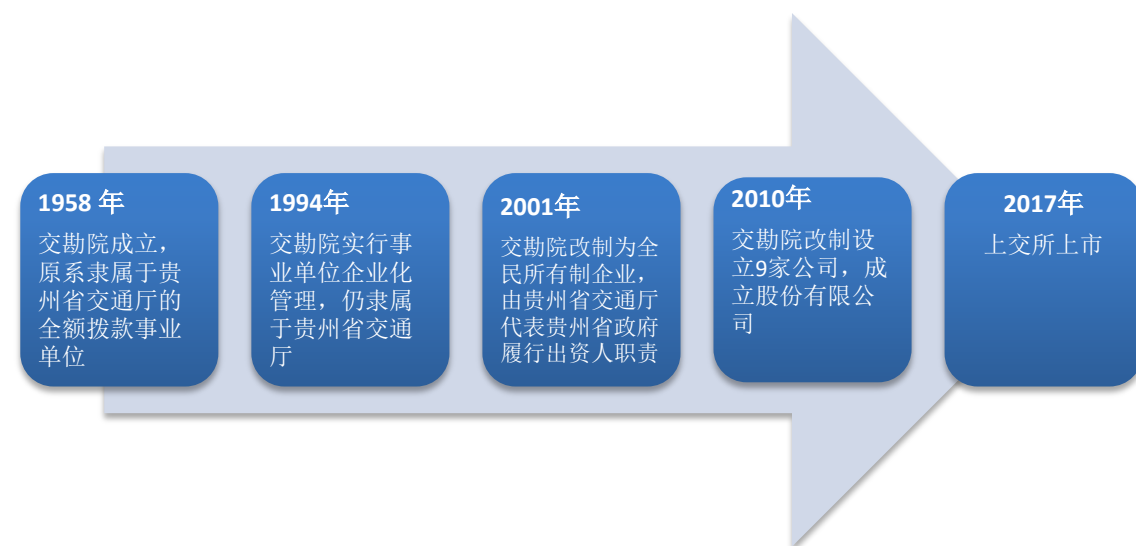 1958 年
交勘院成立，
原系隶属于贵
州省交通厅的
全额拨款事业
单位
1994年
交勘院实行事
业单位企业化
管理，仍隶属
于贵州省交通
厅
2001年
交勘院改制为全
民所有制企业，
由贵州省交通厅
代表贵州省政府
履行出资人职责
2010年
交勘院改制设
立9家公司，成
立股份有限公
司
2017年
上交所上市